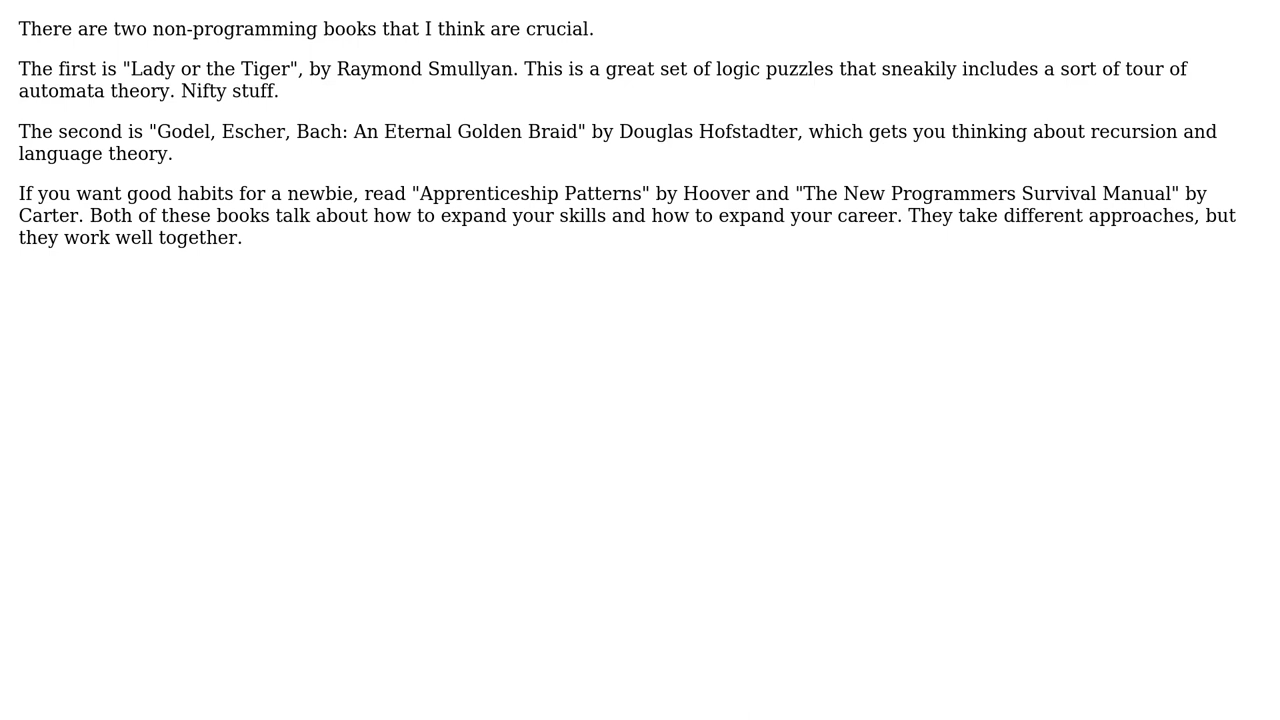 There are two non-programming books that I think are crucial.
The first is "Lady or the Tiger", by Raymond Smullyan. This is a great set of logic puzzles that sneakily includes a sort of tour of
automata theory. Nifty stuff.
The second is "Godel, Escher, Bach: An Eternal Golden Braid" by Douglas Hofstadter, which gets you thinking about recursion and
language theory.
If you want good habits for a newbie, read "Apprenticeship Patterns" by Hoover and "The New Programmers Survival Manual" by
Carter. Both of these books talk about how to expand your skills and how to expand your career. They take different approaches, but
they work well together.